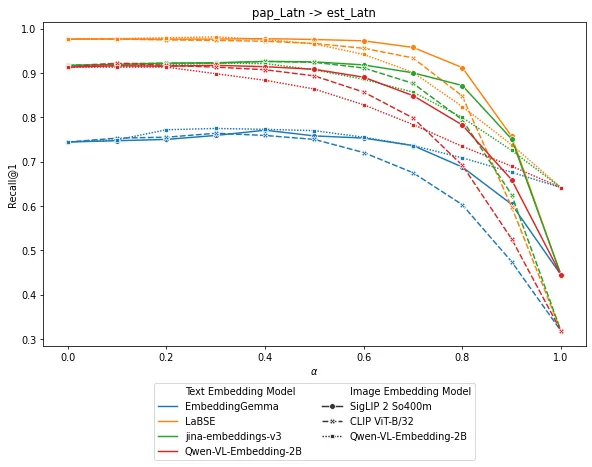 pap_Latn -> est_Latn
Recall@1
1.0
0.9
0.8
0.7
0.6
0.5
0.4
0.3
0.0 0.2 0.4 0.6 0.8 1.0
α
Text Embedding Model Image Embedding Model
EmbeddingGemma SigLIP 2 So400m
LaBSE CLIP ViT-B/32
jina-embeddings-v3 Qwen-VL-Embedding-2B
Qwen-VL-Embedding-2B